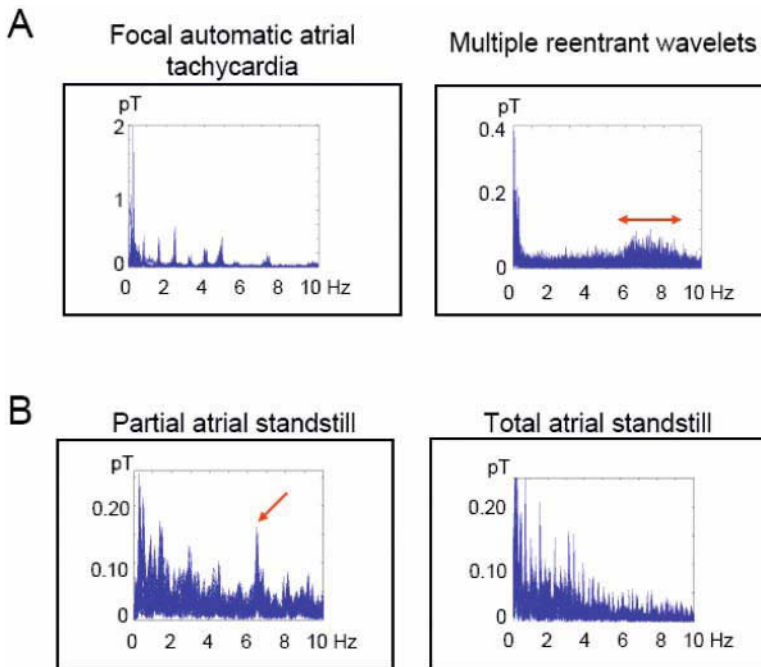 A
Focal automatic atrial
tachycardia
pT
2
1
0
0 2 4 6 8 10 Hz
Multiple reentrant wavelets
pT
0.4
0.2
0
0 2 4 6 8 10 Hz
B
Partial atrial standstill
pT
0.20
0.10
0
0 2 4 6 8 10 Hz
Total atrial standstill
pT
0.20
0.10
0
0 2 4 6 8 10 Hz